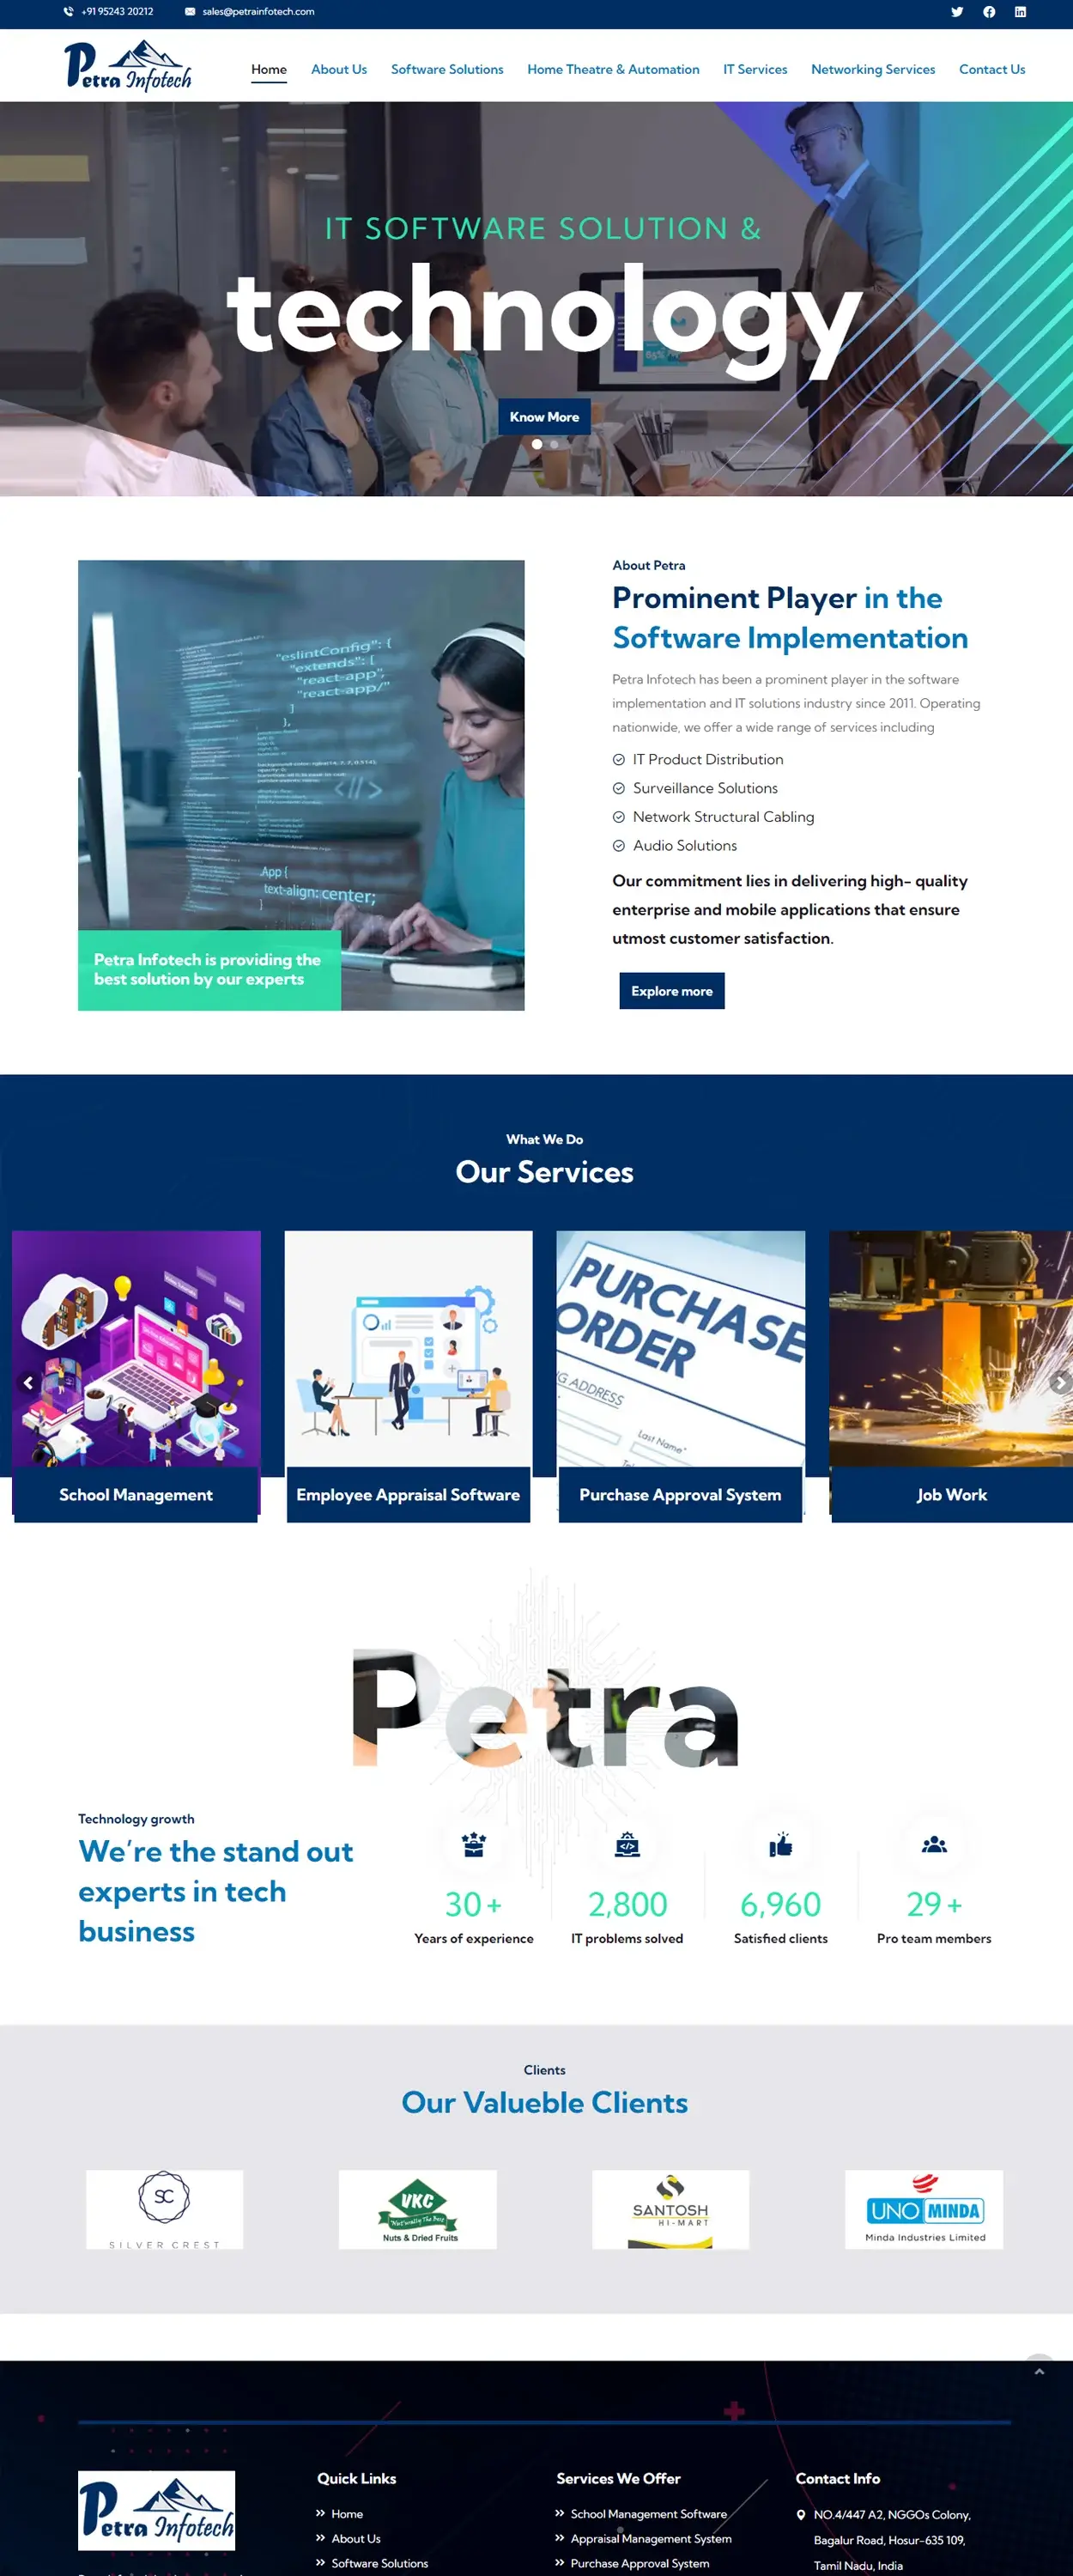 +91 95243 20212
sales@petrainfotech.com
Petra Infotech
Home
About Us
Software Solutions
Home Theatre & Automation
IT Services
Networking Services
Contact Us
IT SOFTWARE SOLUTION &
technology
Know More
"eslintConfig": {
"extends": [
"react-app",
"react-app/"
]
},
</>
.App {
text-align: center;
}
Petra Infotech is providing the
best solution by our experts
About Petra
Prominent Player in the
Software Implementation
Petra Infotech has been a prominent player in the software
implementation and IT solutions industry since 2011. Operating
nationwide, we offer a wide range of services including
IT Product Distribution
Surveillance Solutions
Network Structural Cabling
Audio Solutions
Our commitment lies in delivering high- quality
enterprise and mobile applications that ensure
utmost customer satisfaction.
Explore more
What We Do
Our Services
PURCHASE
ORDER
G ADDRESS
Last Name*
School Management
Employee Appraisal Software
Purchase Approval System
Job Work
Petra
Technology growth
We're the stand out
experts in tech
business
30 +
Years of experience
2,800
IT problems solved
6,960
Satisfied clients
29 +
Pro team members
Clients
Our Valueble Clients
SC
SILVER CREST
VKC
Naturally The Best
Nuts & Dried Fruits
SANTOSH
HI-MART
UNO MINDA
Minda Industries Limited
Petra Infotech
Quick Links
Home
About Us
Software Solutions
Services We Offer
School Management Software
Appraisal Management System
Purchase Approval System
Contact Info
NO.4/447 A2, NGGOs Colony,
Bagalur Road, Hosur-635 109,
Tamil Nadu, India